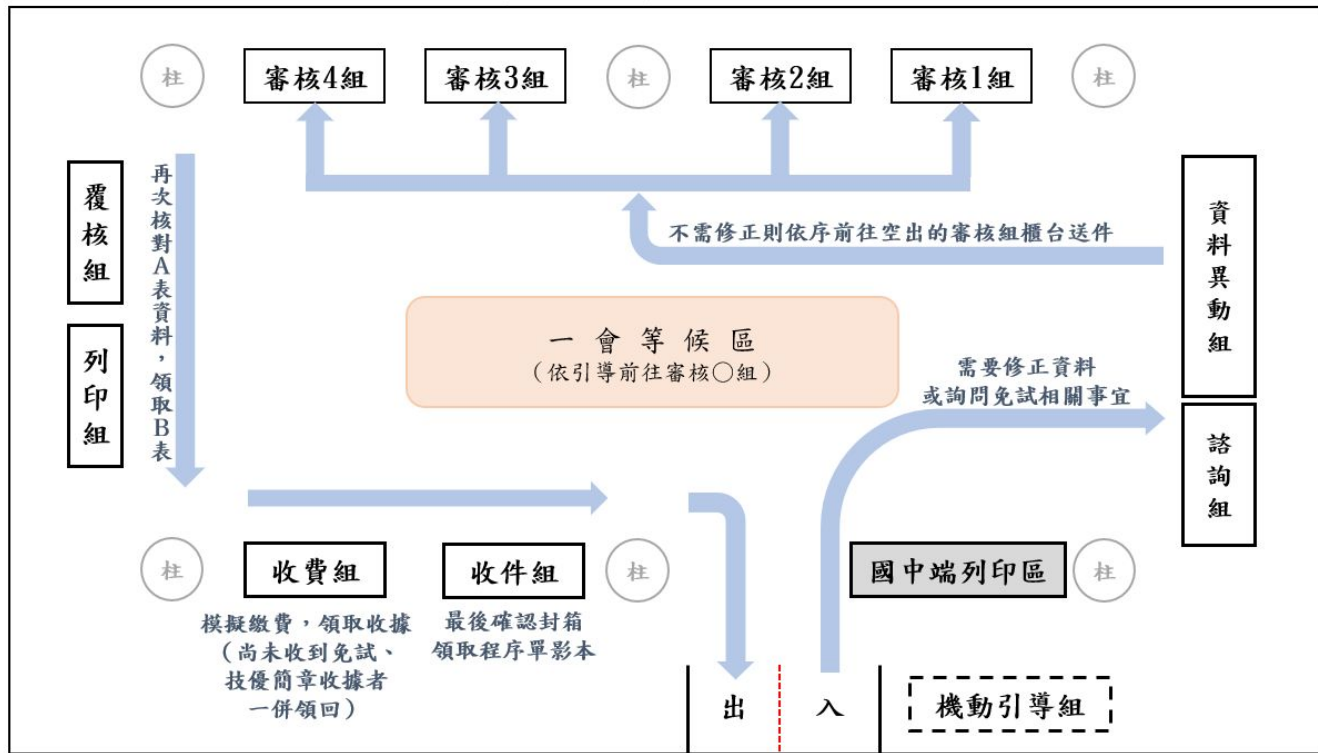 柱
審核4組
審核3組
柱
審核2組
審核1組
柱
覆核組
再次核對A表資料，領取B表
列印組
不需修正則依序前往空出的審核組櫃台送件
資料異動組
一會等候區
（依引導前往審核○組）
需要修正資料
或詢問免試相關事宜
諮詢組
柱
收費組
收件組
柱
國中端列印區
柱
模擬繳費，領取收據
（尚未收到免試、
技優簡章收據者
一併領回）
最後確認封箱
領取程序單影本
出
入
機動引導組